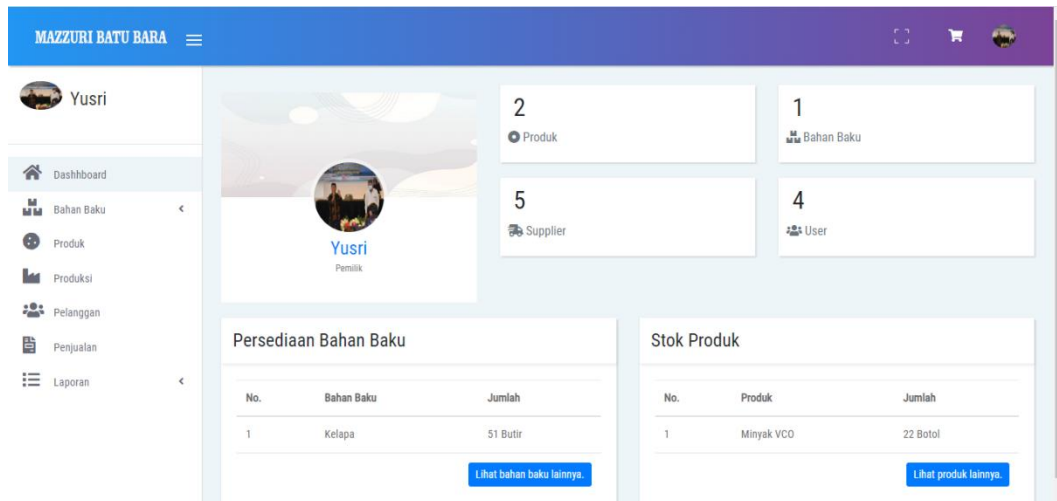 MAZZURI BATU BARA
Yusri
Dashhboard
Bahan Baku
Produk
Produksi
Pelanggan
Penjualan
Laporan
Yusri
Pemilik
2
Produk
1
Bahan Baku
5
Supplier
4
User
Persediaan Bahan Baku
No. Bahan Baku Jumlah
1 Kelapa 51 Butir
Lihat bahan baku lainnya.
Stok Produk
No. Produk Jumlah
1 Minyak VCO 22 Botol
Lihat produk lainnya.